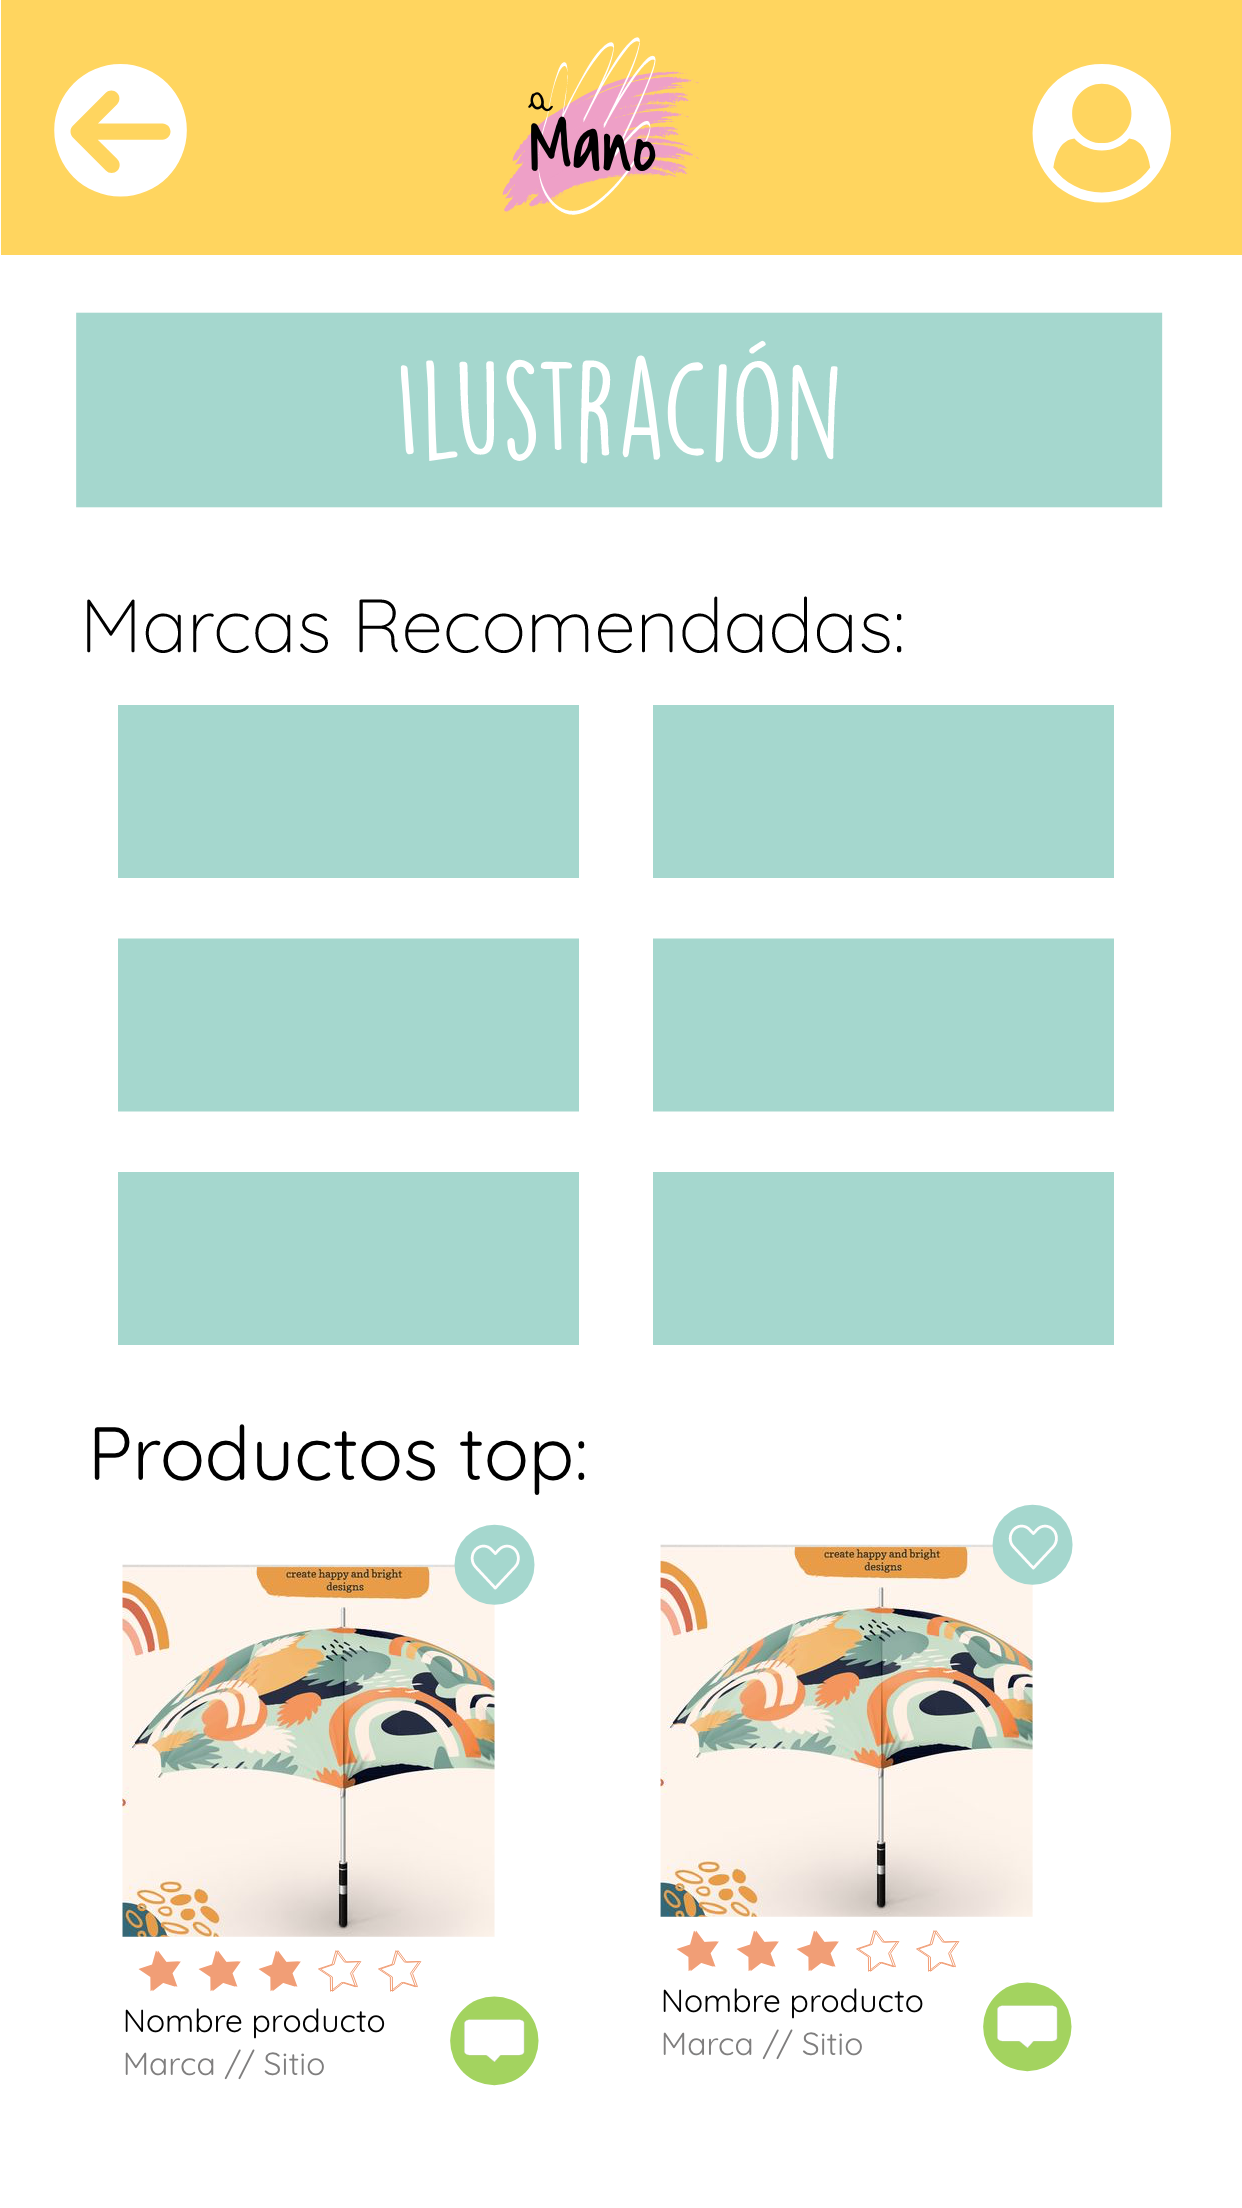 a
Mano
ILUSTRACIÓN
Marcas Recomendadas:
Productos top:
create happy and bright
designs
create happy and bright
designs
Nombre producto
Marca // Sitio
Nombre producto
Marca // Sitio